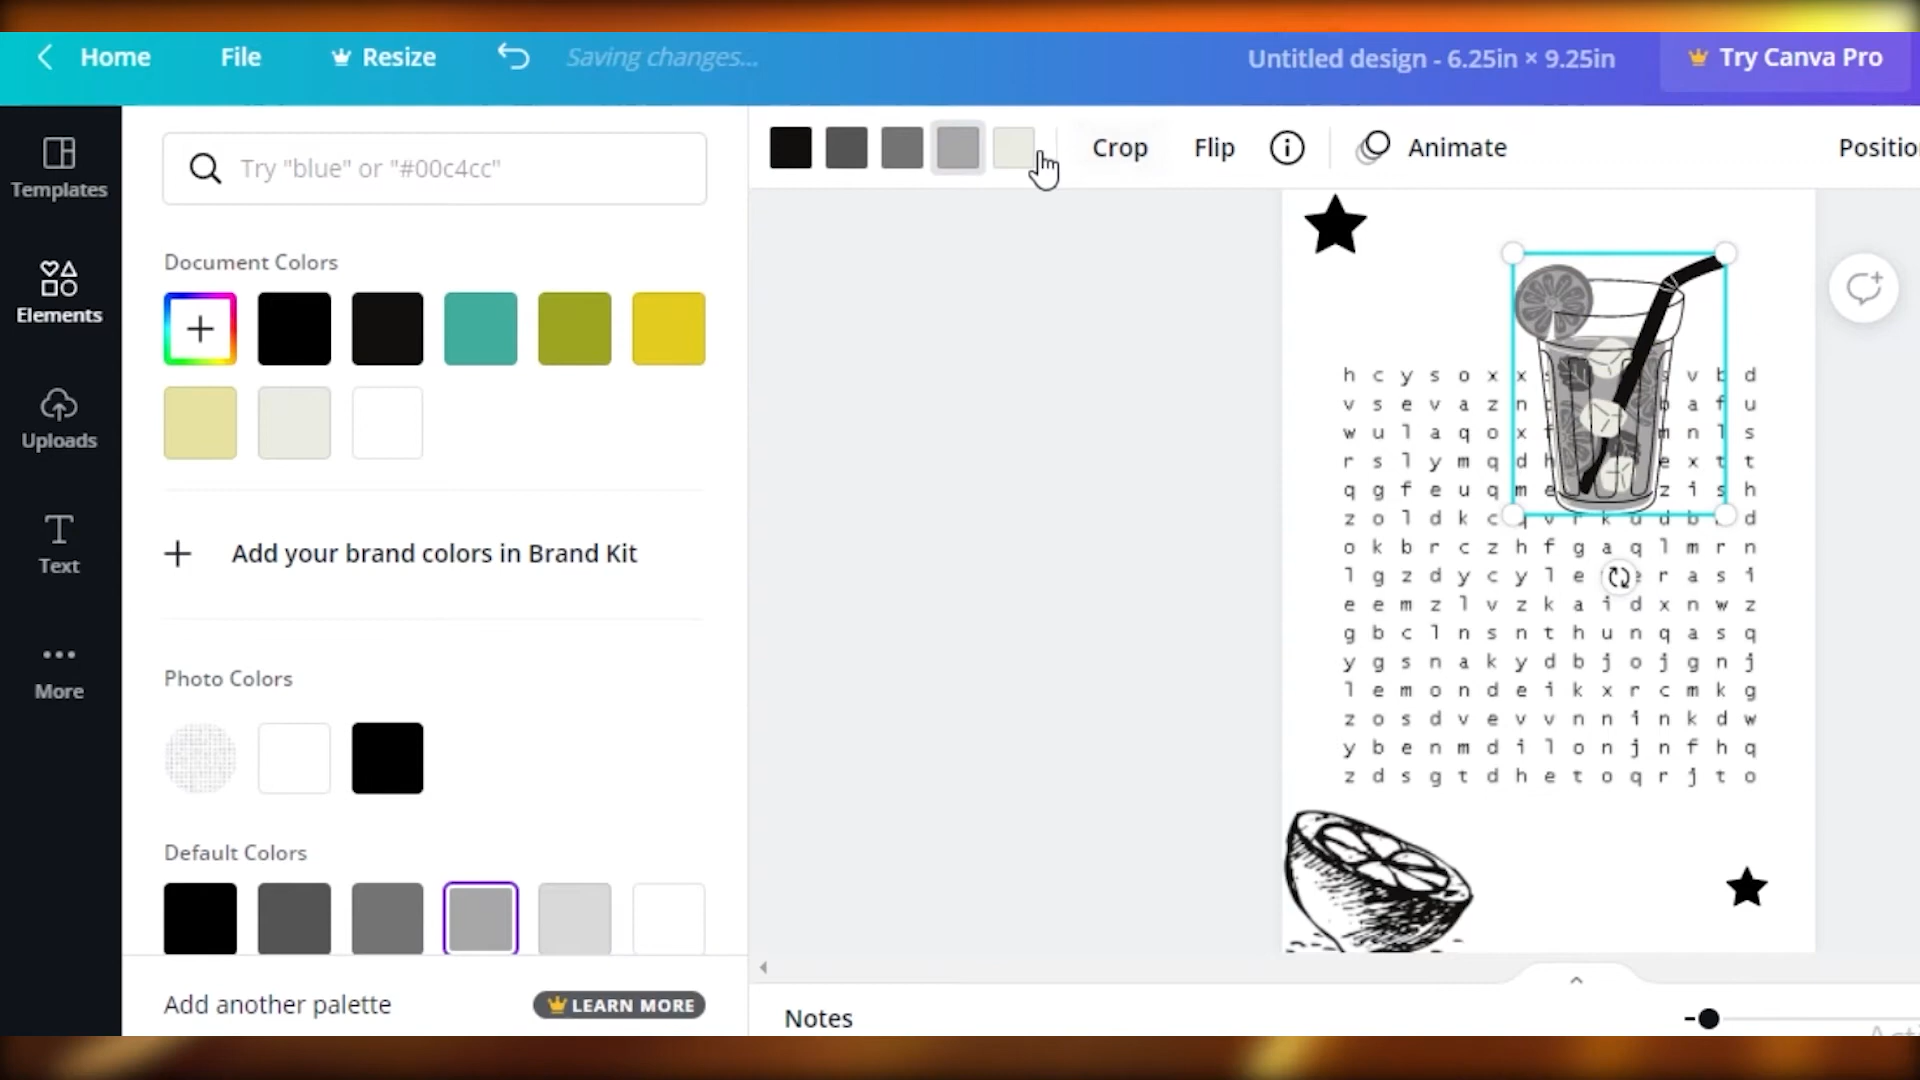 Home File Resize Saving changes... Untitled design - 6.25in × 9.25in Try Canva Pro
Templates
Elements
Uploads
Text
More
Try "blue" or "#00c4cc"
Document Colors
Add your brand colors in Brand Kit
Photo Colors
Default Colors
Add another palette LEARN MORE
Crop Flip Animate Positio
h c y s o x x v b d
v s e v a z n a f u
w u l a q o x m n l s
r s l y m q d h e x t t
q g f e u q m e z i s h
z o l d k c q v r k u d b d
o k b r c z h f g a q l m r n
l g z d y c y l e r a s i
e e m z l v z k a i d x n w z
g b c l n s n t h u n q a s q
y g s n a k y d b j o j g n j
l e m o n d e i k x r c m k g
z o s d v e v v n n i n k d w
y b e n m d i l o n j n f h q
z d s g t d h e t o q r j t o
Notes